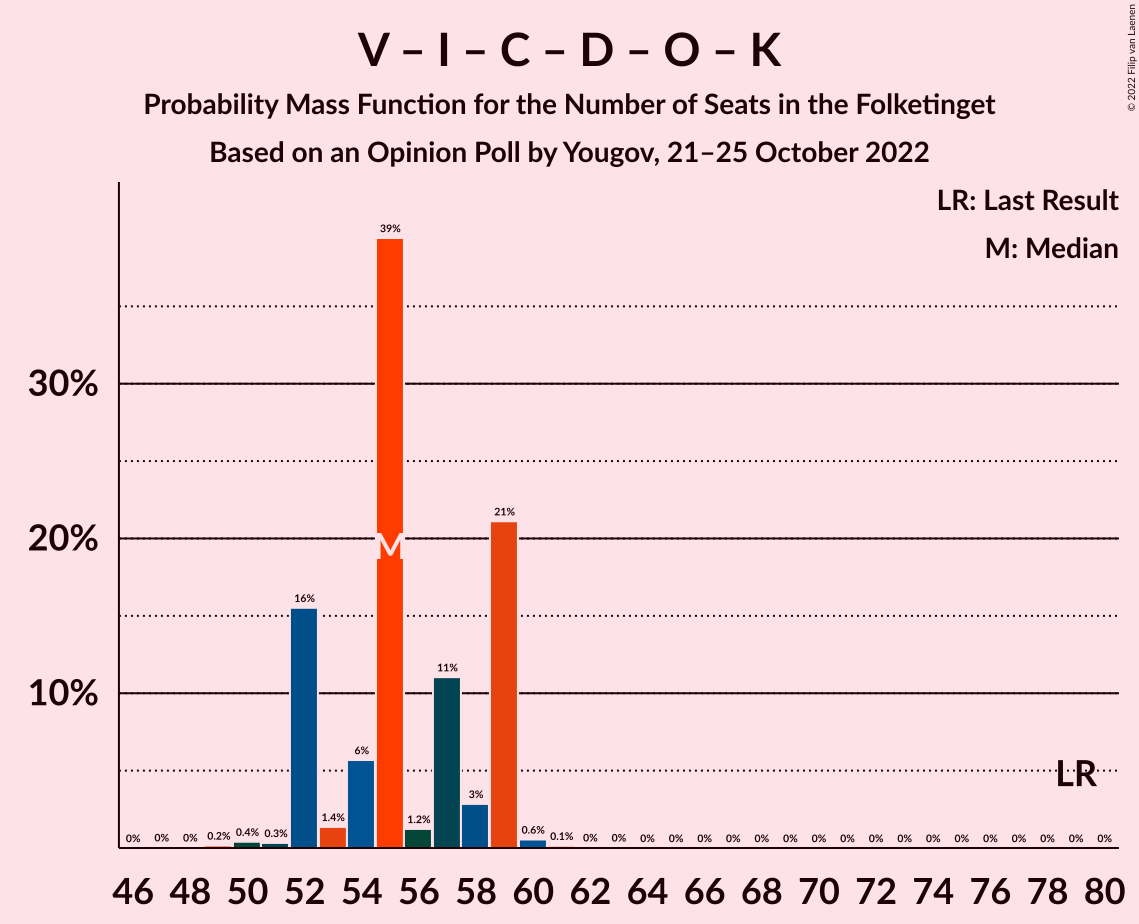 V – I – C – D – O – K
Probability Mass Function for the Number of Seats in the Folketinget
Based on an Opinion Poll by Yougov, 21–25 October 2022
© 2022 Filip van Laenen
LR: Last Result
M: Median
30%
20%
10%
0% 0% 0% 0.2% 0.4% 0.3% 16% 1.4% 6% 39% 1.2% 11% 3% 21% 0.6% 0.1% 0% 0% 0% 0% 0% 0% 0% 0% 0% 0% 0% 0% 0% 0% 0% 0% 0% 0% 0%
M
LR
46 48 50 52 54 56 58 60 62 64 66 68 70 72 74 76 78 80